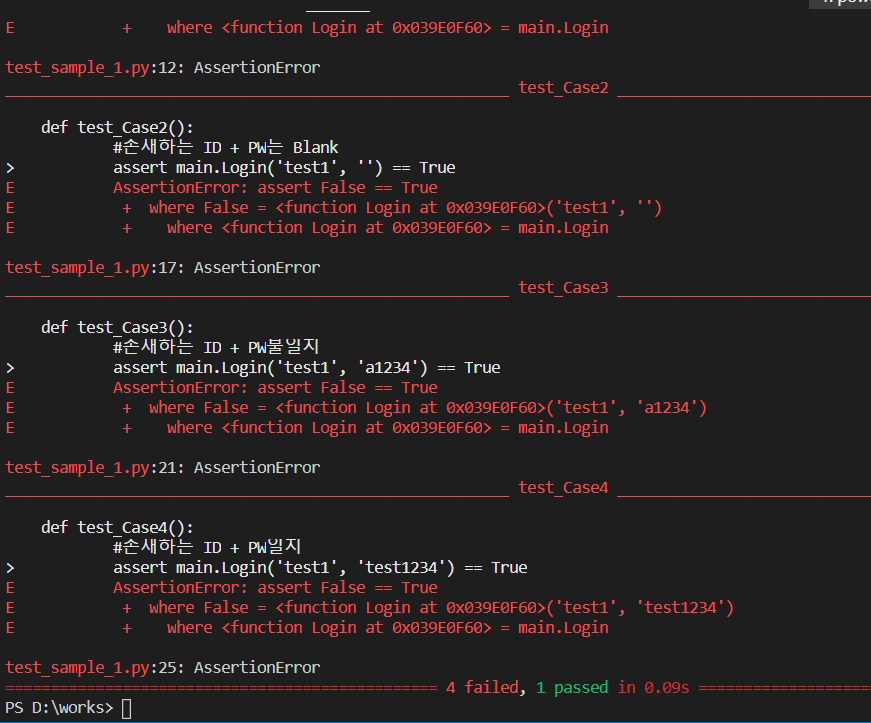 E            +    where <function Login at 0x039E0F60> = main.Login
test_sample_1.py:12: AssertionError
test_Case2
def test_Case2():
#손새하는 ID + PW는 Blank
>           assert main.Login('test1', '') == True
E           AssertionError: assert False == True
E            +  where False = <function Login at 0x039E0F60>('test1', '')
E            +    where <function Login at 0x039E0F60> = main.Login
test_sample_1.py:17: AssertionError
test_Case3
def test_Case3():
#손새하는 ID + PW불일지
>           assert main.Login('test1', 'a1234') == True
E           AssertionError: assert False == True
E            +  where False = <function Login at 0x039E0F60>('test1', 'a1234')
E            +    where <function Login at 0x039E0F60> = main.Login
test_sample_1.py:21: AssertionError
test_Case4
def test_Case4():
#손새하는 ID + PW일지
>           assert main.Login('test1', 'test1234') == True
E           AssertionError: assert False == True
E            +  where False = <function Login at 0x039E0F60>('test1', 'test1234')
E            +    where <function Login at 0x039E0F60> = main.Login
test_sample_1.py:25: AssertionError
4 failed, 1 passed in 0.09s
PS D:\works>